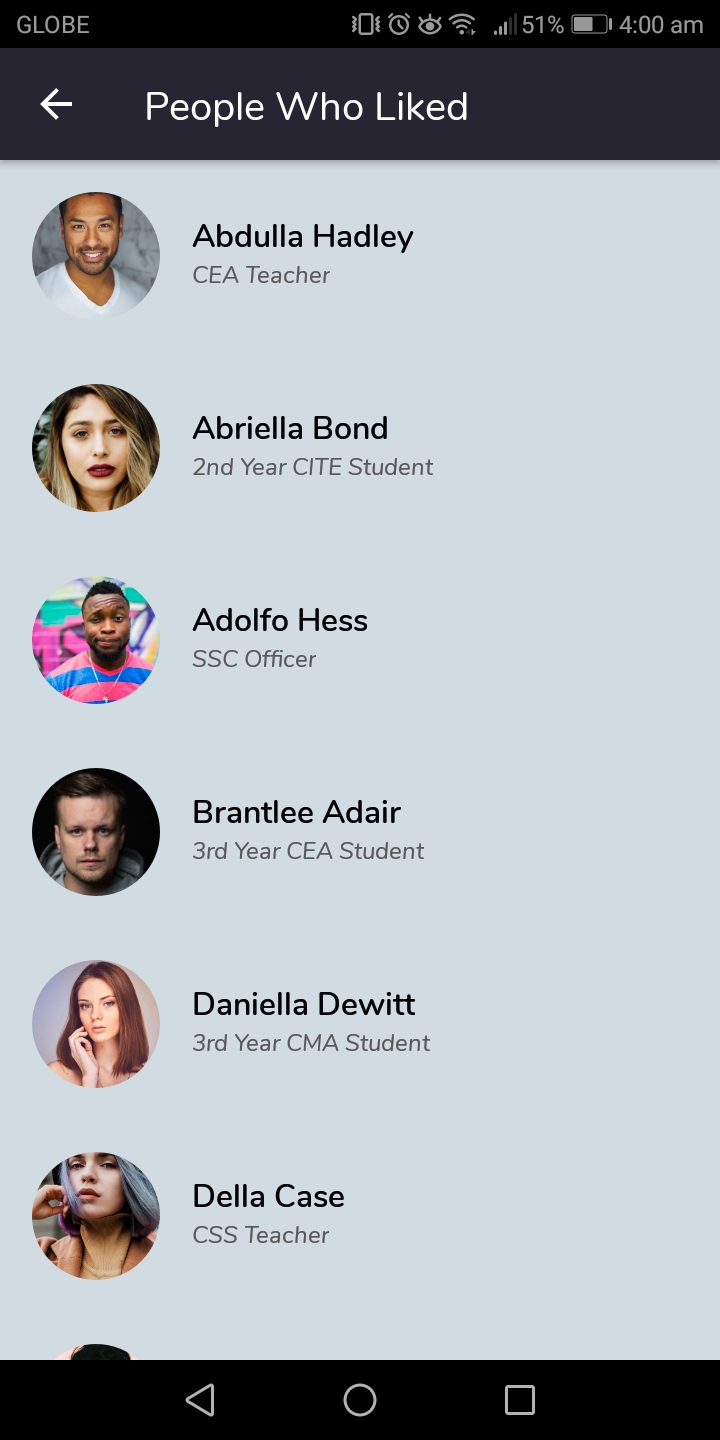 GLOBE 51% 4:00 am
People Who Liked
Abdulla Hadley
CEA Teacher
Abriella Bond
2nd Year CITE Student
Adolfo Hess
SSC Officer
Brantlee Adair
3rd Year CEA Student
Daniella Dewitt
3rd Year CMA Student
Della Case
CSS Teacher